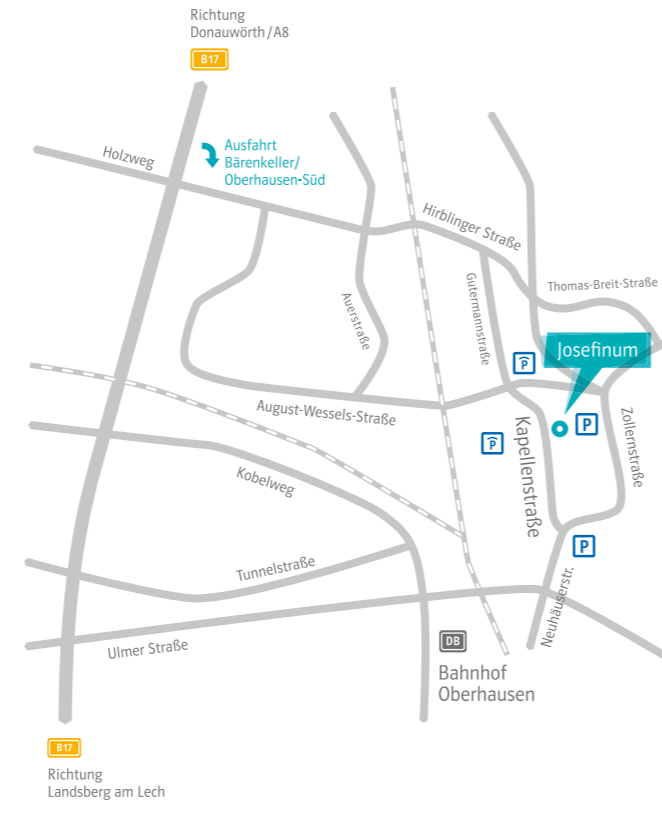 Richtung
Donauwörth/A8
B17
Holzweg
Ausfahrt
Bärenkeller/
Oberhausen-Süd
Hirblinger Straße
Thomas-Breit-Straße
Gutermannstraße
Auerstraße
Josefinum
P
August-Wessels-Straße
Kapellenstraße
P
Zollernstraße
P
Kobelweg
P
Tunnelstraße
Neuhäuserstr.
Ulmer Straße
DB
Bahnhof
Oberhausen
B17
Richtung
Landsberg am Lech